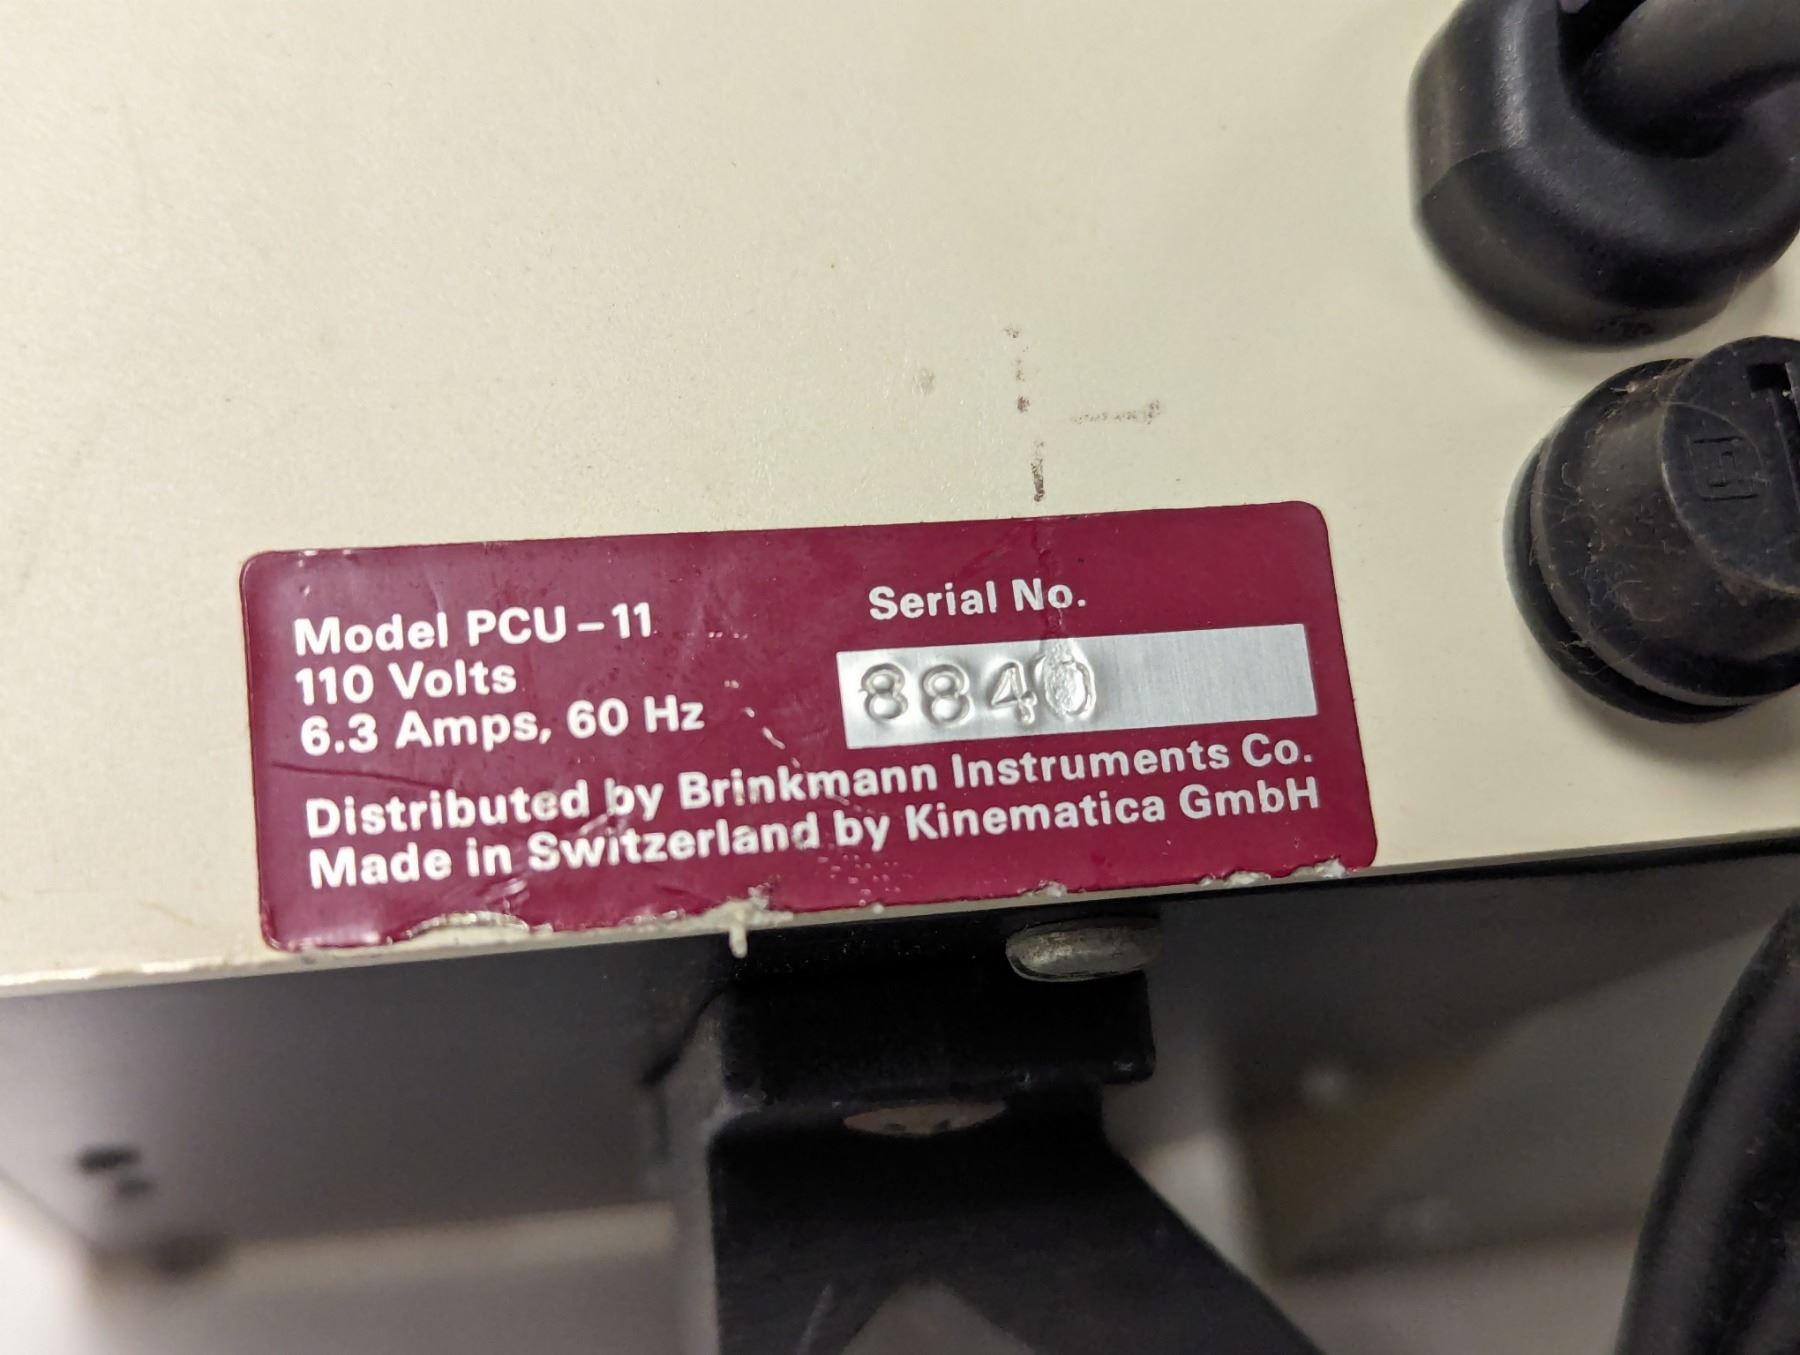 Model PCU-11
110 Volts
6.3 Amps, 60 Hz
Serial No.
8840
Distributed by Brinkmann Instruments Co.
Made in Switzerland by Kinematica GmbH